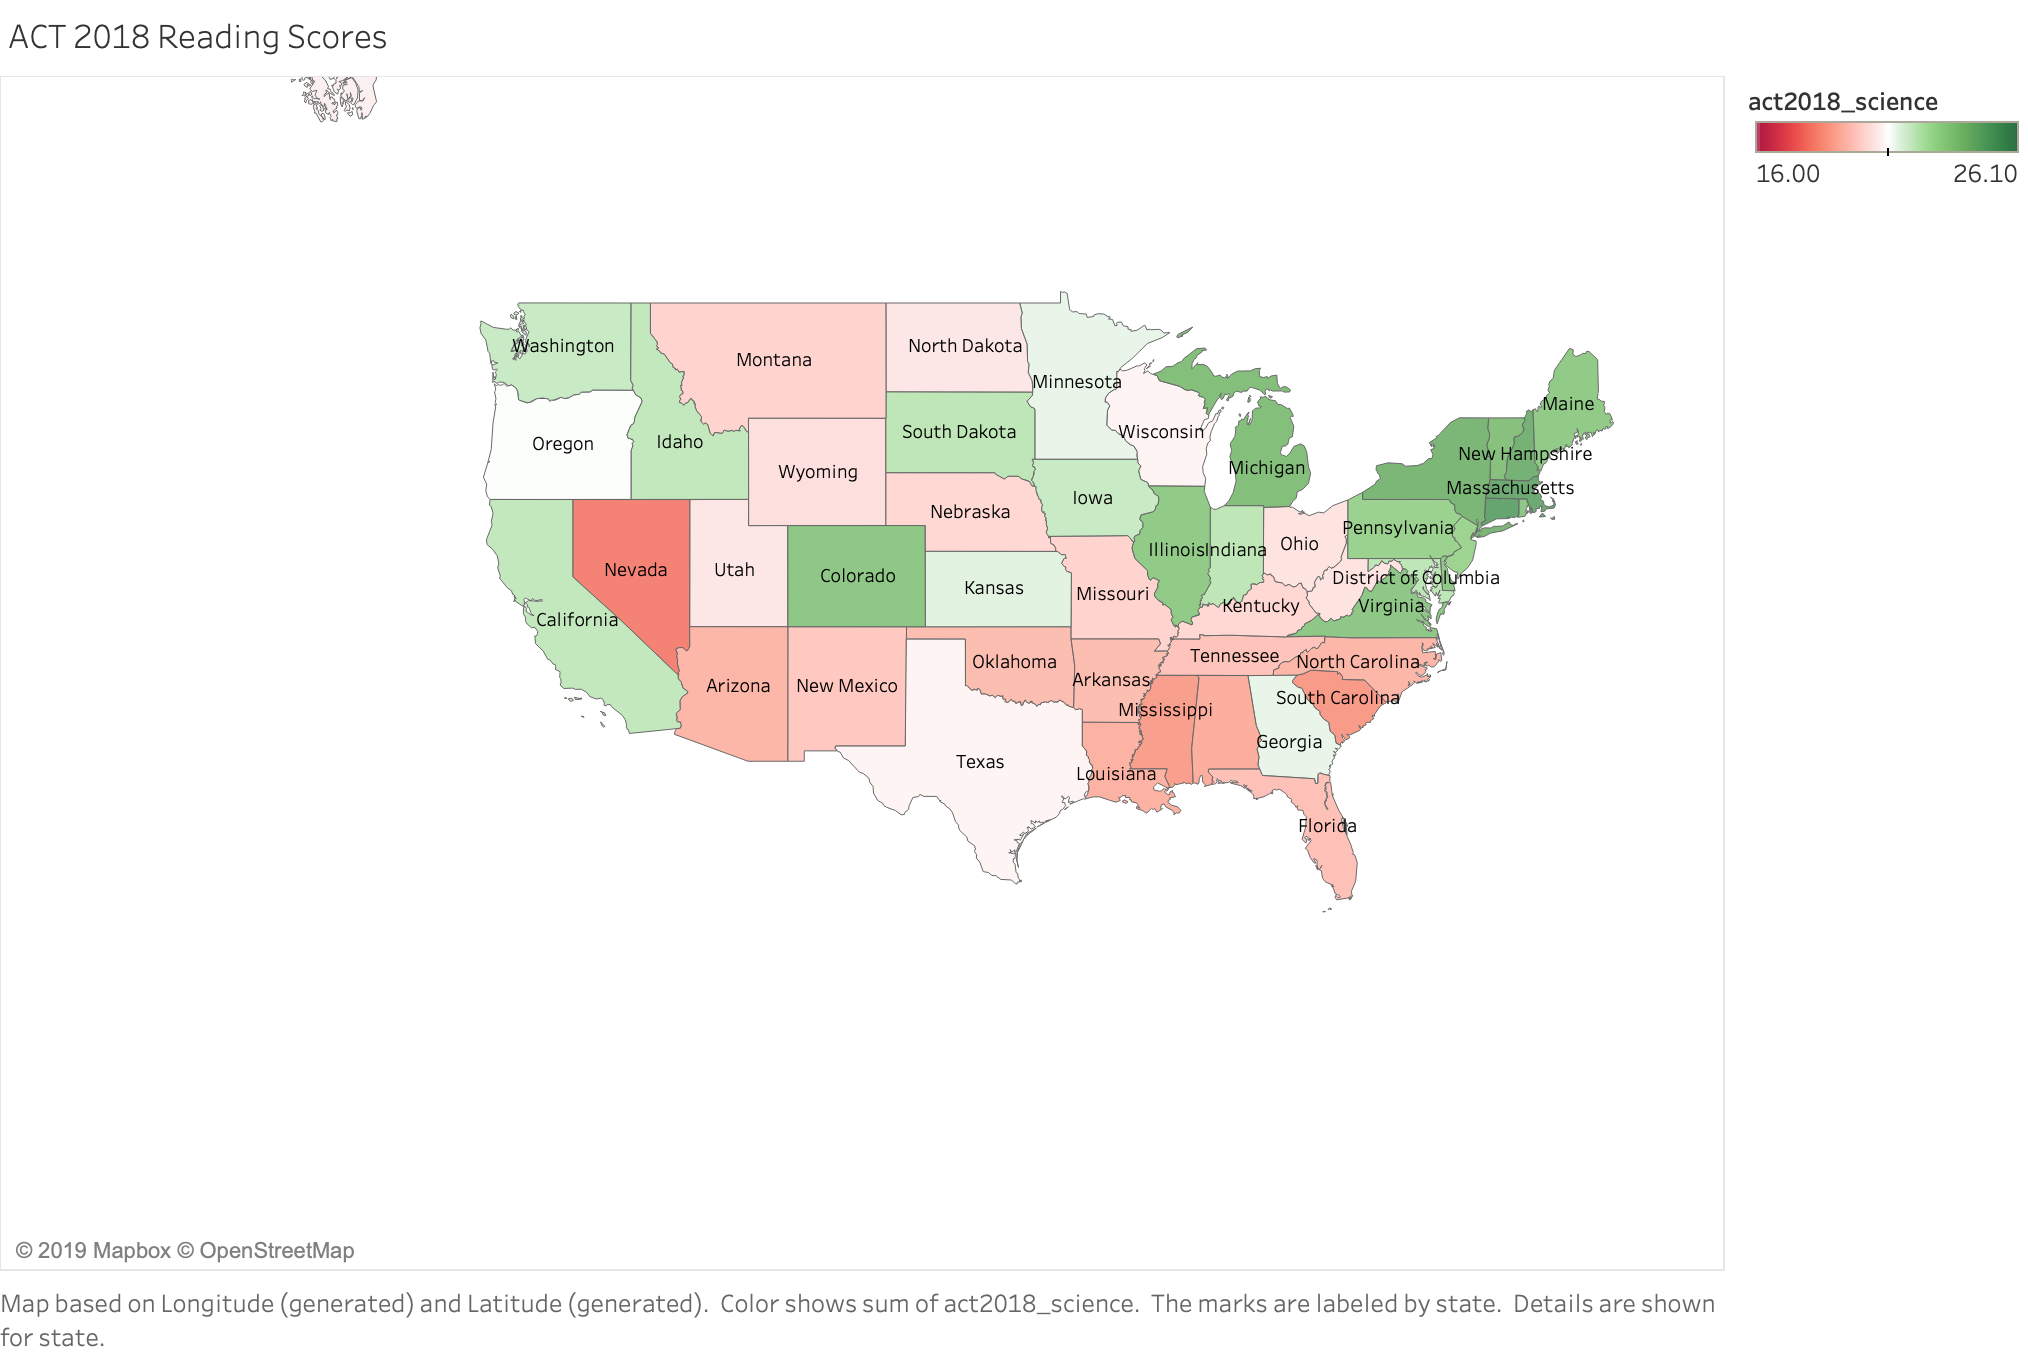 ACT 2018 Reading Scores
act2018_science
16.00 26.10
Washington
Montana
North Dakota
Minnesota
Maine
Oregon
Idaho
South Dakota
Wisconsin
New Hampshire
Wyoming
Michigan
Massachusetts
Iowa
Nebraska
Pennsylvania
Nevada
Utah
Colorado
Kansas
Illinois
Indiana
Ohio
District of Columbia
California
Missouri
Kentucky
Virginia
Arizona
New Mexico
Oklahoma
Arkansas
Tennessee
North Carolina
South Carolina
Mississippi
Georgia
Texas
Louisiana
Florida
© 2019 Mapbox © OpenStreetMap
Map based on Longitude (generated) and Latitude (generated).  Color shows sum of act2018_science.  The marks are labeled by state.  Details are shown
for state.